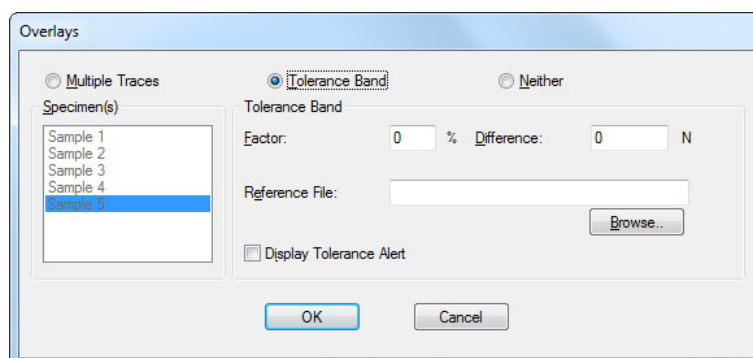 Overlays
Multiple Traces Tolerance Band Neither
Specimen(s)
Sample 1
Sample 2
Sample 3
Sample 4
Sample 5
Tolerance Band
Factor: 0 % Difference: 0 N
Reference File:
Browse..
Display Tolerance Alert
OK Cancel